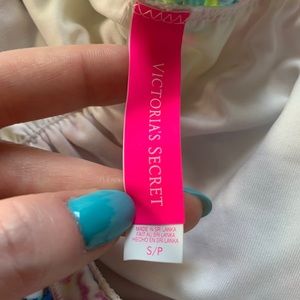 VICTORIA'S SECRET
MADE IN SRI LANKA
FAIT AU SRI LANKA
HECHO EN SRI LANKA
S/P